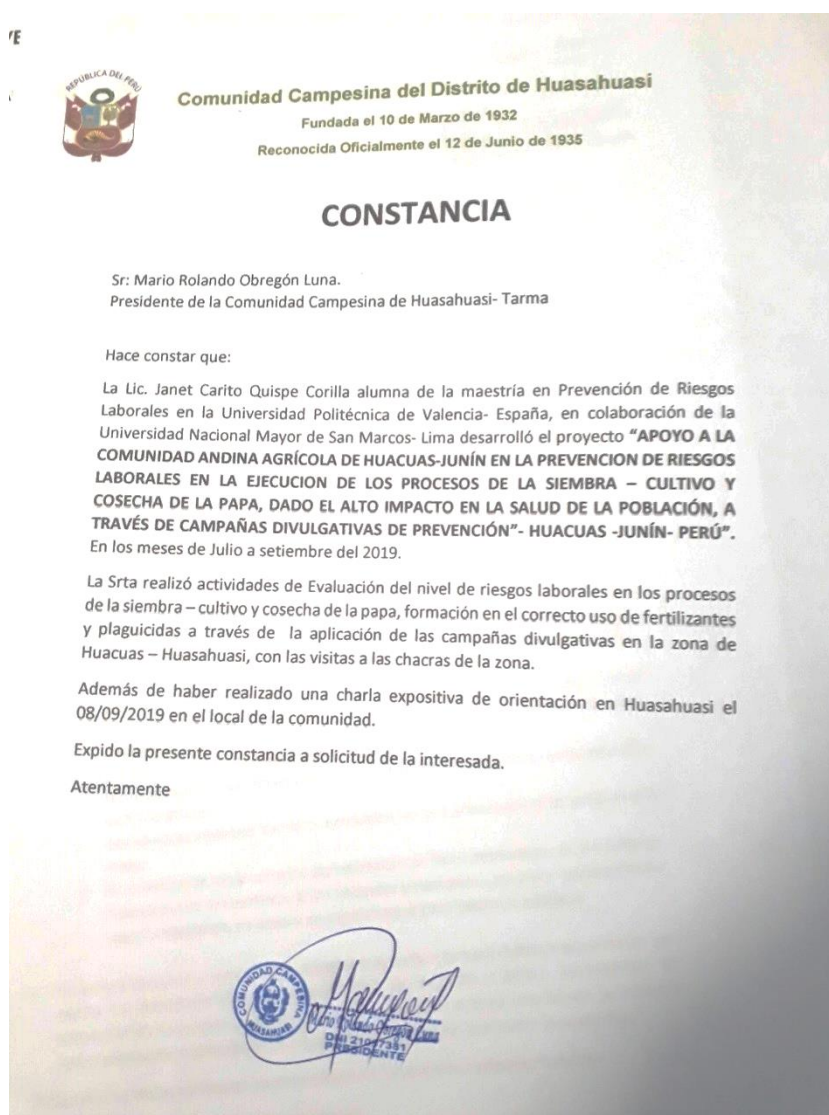 REPÚBLICA DEL PERÚ
Comunidad Campesina del Distrito de Huasahuasi
Fundada el 10 de Marzo de 1932
Reconocida Oficialmente el 12 de Junio de 1935
CONSTANCIA
Sr: Mario Rolando Obregón Luna.
Presidente de la Comunidad Campesina de Huasahuasi- Tarma
Hace constar que:
La Lic. Janet Carito Quispe Corilla alumna de la maestría en Prevención de Riesgos
Laborales en la Universidad Politécnica de Valencia- España, en colaboración de la
Universidad Nacional Mayor de San Marcos- Lima desarrolló el proyecto “APOYO A LA
COMUNIDAD ANDINA AGRÍCOLA DE HUACUAS-JUNÍN EN LA PREVENCION DE RIESGOS
LABORALES EN LA EJECUCION DE LOS PROCESOS DE LA SIEMBRA – CULTIVO Y
COSECHA DE LA PAPA, DADO EL ALTO IMPACTO EN LA SALUD DE LA POBLACIÓN, A
TRAVÉS DE CAMPAÑAS DIVULGATIVAS DE PREVENCIÓN”- HUACUAS -JUNÍN- PERÚ”.
En los meses de Julio a setiembre del 2019.
La Srta realizó actividades de Evaluación del nivel de riesgos laborales en los procesos
de la siembra – cultivo y cosecha de la papa, formación en el correcto uso de fertilizantes
y plaguicidas a través de la aplicación de las campañas divulgativas en la zona de
Huacuas – Huasahuasi, con las visitas a las chacras de la zona.
Además de haber realizado una charla expositiva de orientación en Huasahuasi el
08/09/2019 en el local de la comunidad.
Expido la presente constancia a solicitud de la interesada.
Atentamente
COMUNIDAD CAMPESINA
HUASAHUASI
Mario Rolando Obregón Luna
DNI
PRESIDENTE